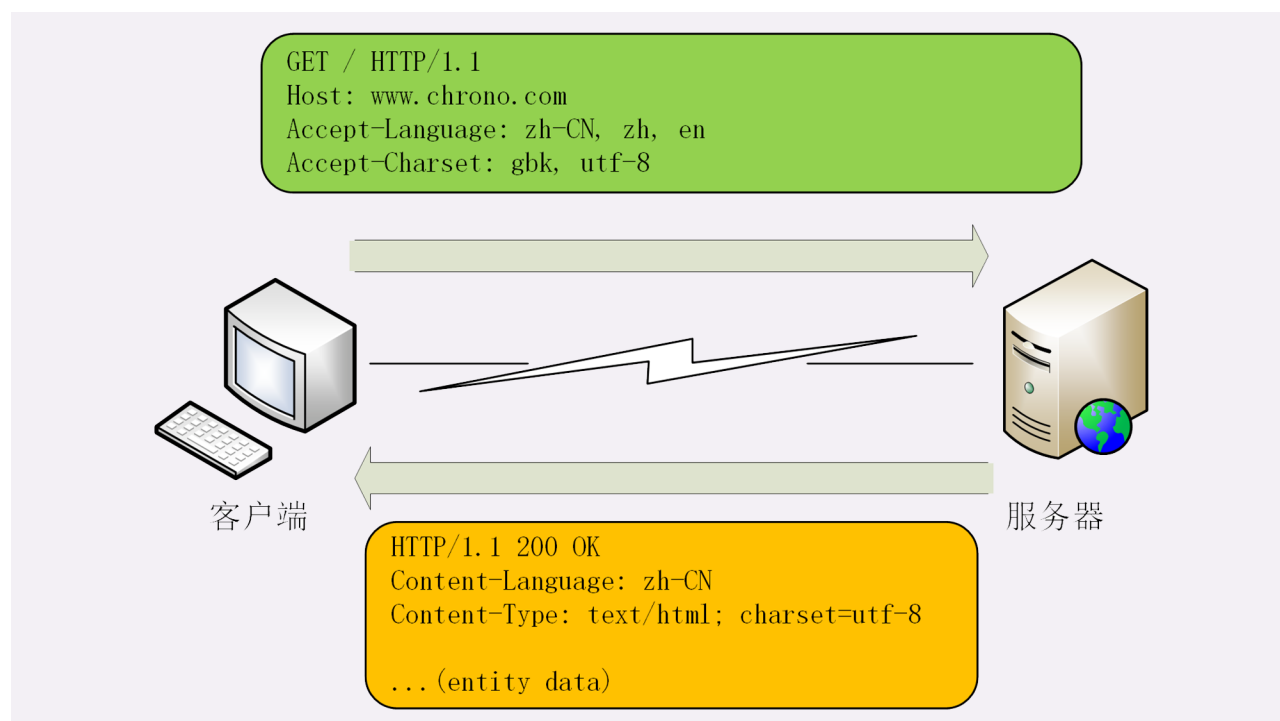 GET / HTTP/1.1
Host: www.chrono.com
Accept-Language: zh-CN, zh, en
Accept-Charset: gbk, utf-8
客户端
服务器
HTTP/1.1 200 OK
Content-Language: zh-CN
Content-Type: text/html; charset=utf-8
...(entity data)